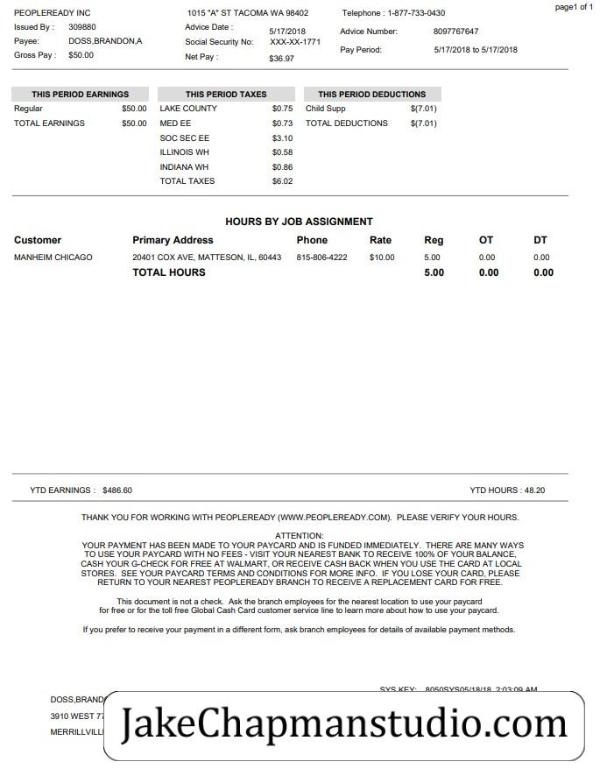 page1 of 1
PEOPLEREADY INC 1015 "A" ST TACOMA WA 98402 Telephone : 1-877-733-0430
Issued By : 309880 Advice Date : 5/17/2018 Advice Number: 8097767647
Payee: DOSS,BRANDON,A Social Security No: XXX-XX-1771 Pay Period: 5/17/2018 to 5/17/2018
Gross Pay : $50.00 Net Pay : $36.97
THIS PERIOD EARNINGS THIS PERIOD TAXES THIS PERIOD DEDUCTIONS
Regular $50.00 LAKE COUNTY $0.75 Child Supp $(7.01)
TOTAL EARNINGS $50.00 MED EE $0.73 TOTAL DEDUCTIONS $(7.01)
SOC SEC EE $3.10
ILLINOIS WH $0.58
INDIANA WH $0.86
TOTAL TAXES $6.02
HOURS BY JOB ASSIGNMENT
Customer Primary Address Phone Rate Reg OT DT
MANHEIM CHICAGO 20401 COX AVE, MATTESON, IL, 60443 815-806-4222 $10.00 5.00 0.00 0.00
TOTAL HOURS 5.00 0.00 0.00
YTD EARNINGS : $486.60 YTD HOURS : 48.20
THANK YOU FOR WORKING WITH PEOPLEREADY (WWW.PEOPLEREADY.COM). PLEASE VERIFY YOUR HOURS.
ATTENTION:
YOUR PAYMENT HAS BEEN MADE TO YOUR PAYCARD AND IS FUNDED IMMEDIATELY. THERE ARE MANY WAYS
TO USE YOUR PAYCARD WITH NO FEES - VISIT YOUR NEAREST BANK TO RECEIVE 100% OF YOUR BALANCE,
CASH YOUR G-CHECK FOR FREE AT WALMART, OR RECEIVE CASH BACK WHEN YOU USE THE CARD AT LOCAL
STORES. SEE YOUR PAYCARD TERMS AND CONDITIONS FOR MORE INFO. IF YOU LOSE YOUR CARD, PLEASE
RETURN TO YOUR NEAREST PEOPLEREADY BRANCH TO RECEIVE A REPLACEMENT CARD FOR FREE.
This document is not a check. Ask the branch employees for the nearest location to use your paycard
for free or for the toll free Global Cash Card customer service line to learn more about how to use your paycard.
If you prefer to receive your payment in a different form, ask branch employees for details of available payment methods.
SYS KEY: 8050SYS05/18/18 2:03:09 AM
DOSS,BRAND
3910 WEST 77
MERRILLVILL
JakeChapmanstudio.com